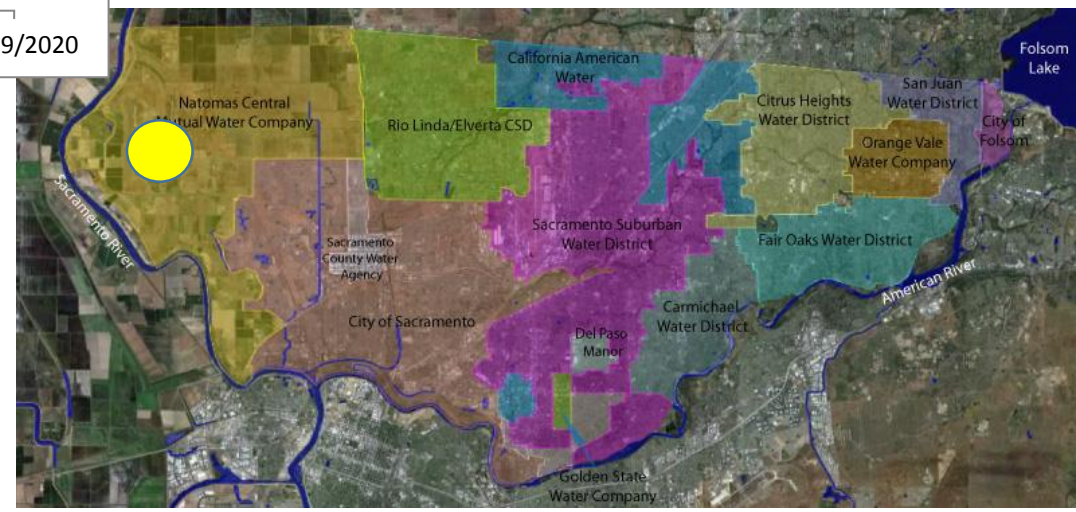 9/2020
Folsom
Lake
California American
Water
San Juan
Water District
Natomas Central
Mutual Water Company
Citrus Heights
Water District
City of
Folsom
Rio Linda/Elverta CSD
Orange Vale
Water Company
Sacramento River
Sacramento Suburban
Water District
Fair Oaks Water District
Sacramento
County Water
Agency
American River
Carmichael
Water District
City of Sacramento
Del Paso
Manor
Golden State
Water Company